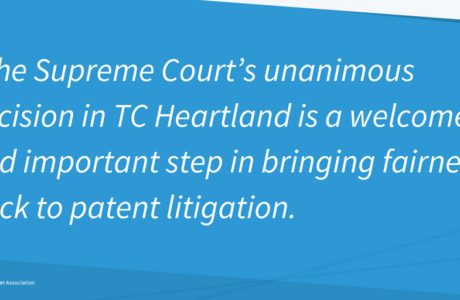 he Supreme Court’s unanimous
cision in TC Heartland is a welcome
d important step in bringing fairne
ck to patent litigation.
et Association